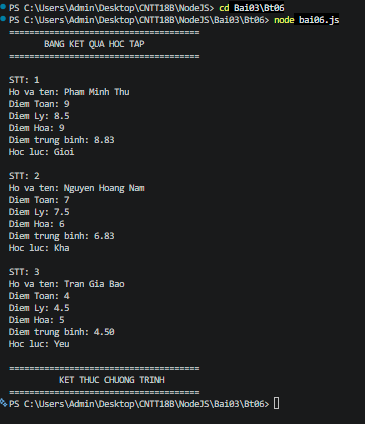 PS C:\Users\Admin\Desktop\CNTT18B\NodeJS> cd Bai03\Bt06
PS C:\Users\Admin\Desktop\CNTT18B\NodeJS\Bai03\Bt06> node bai06.js
======================================
BANG KET QUA HOC TAP
======================================
STT: 1
Ho va ten: Pham Minh Thu
Diem Toan: 9
Diem Ly: 8.5
Diem Hoa: 9
Diem trung binh: 8.83
Hoc luc: Gioi
STT: 2
Ho va ten: Nguyen Hoang Nam
Diem Toan: 7
Diem Ly: 7.5
Diem Hoa: 6
Diem trung binh: 6.83
Hoc luc: Kha
STT: 3
Ho va ten: Tran Gia Bao
Diem Toan: 4
Diem Ly: 4.5
Diem Hoa: 5
Diem trung binh: 4.50
Hoc luc: Yeu
======================================
KET THUC CHUONG TRINH
======================================
PS C:\Users\Admin\Desktop\CNTT18B\NodeJS\Bai03\Bt06>